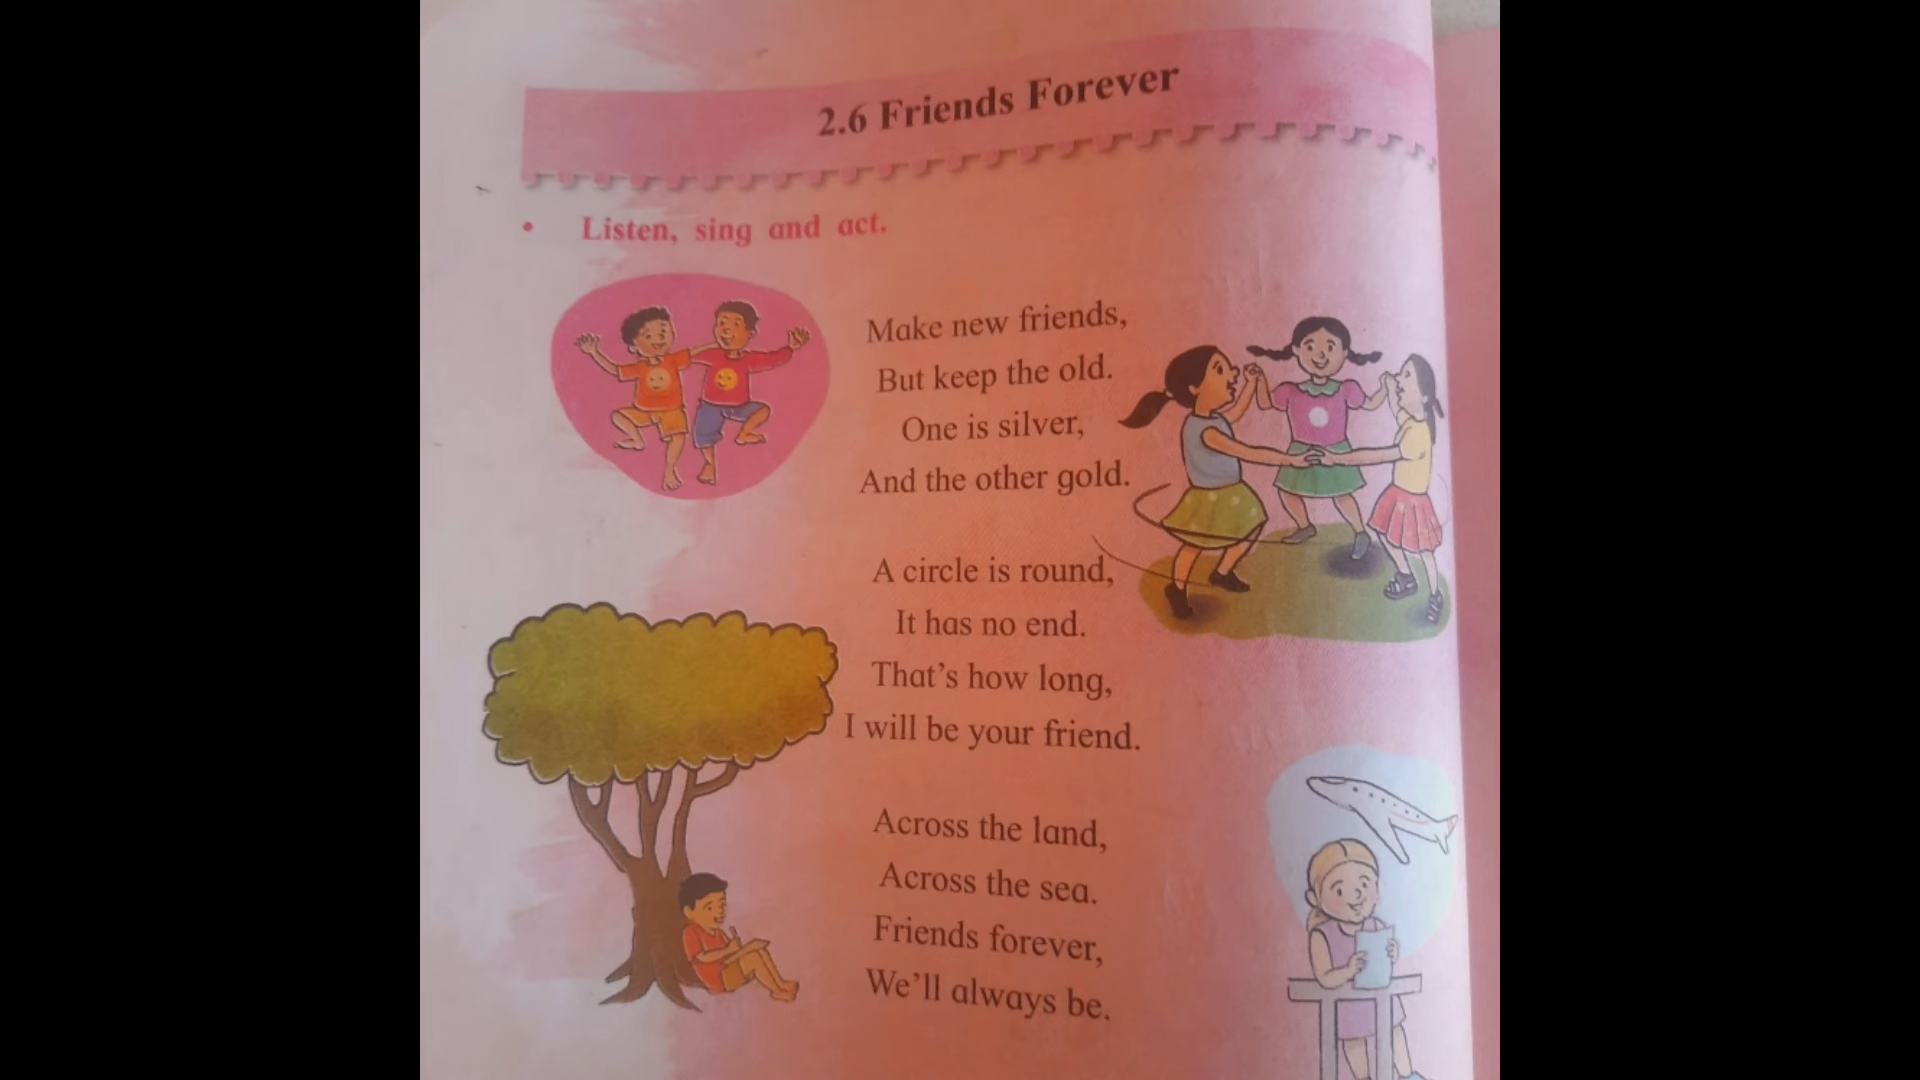 2.6 Friends Forever
• Listen, sing and act.
Make new friends,
But keep the old.
One is silver,
And the other gold.
A circle is round,
It has no end.
That's how long,
I will be your friend.
Across the land,
Across the sea.
Friends forever,
We'll always be.